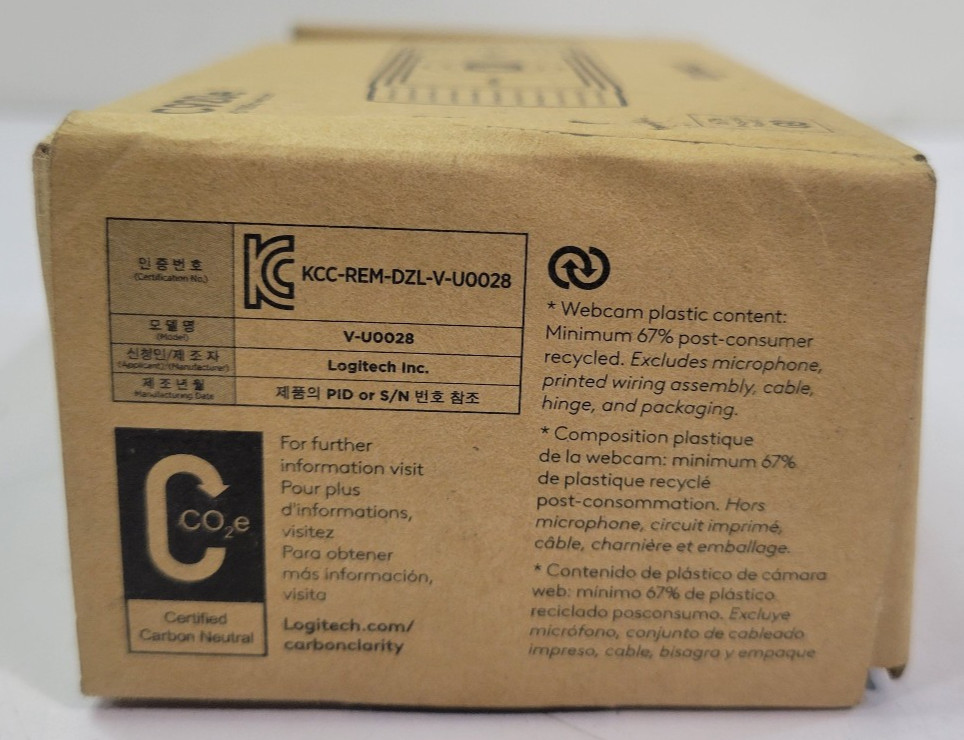 인증번호
(Certification No.)
KCC-REM-DZL-V-U0028
모델명
(Model)
V-U0028
신청인/제조자
(Applicant)/(Manufacturer)
Logitech Inc.
제조년월
Manufacturing Date
제품의 PID or S/N 번호 참조
CO₂e
Certified
Carbon Neutral
For further
information visit
Pour plus
d'informations,
visitez
Para obtener
más información,
visita
Logitech.com/
carbonclarity
* Webcam plastic content:
Minimum 67% post-consumer
recycled. Excludes microphone,
printed wiring assembly, cable,
hinge, and packaging.
* Composition plastique
de la webcam: minimum 67%
de plastique recyclé
post-consommation. Hors
microphone, circuit imprimé,
câble, charnière et emballage.
* Contenido de plástico de cámara
web: mínimo 67% de plástico
reciclado posconsumo. Excluye
micrófono, conjunto de cableado
impreso, cable, bisagra y empaque